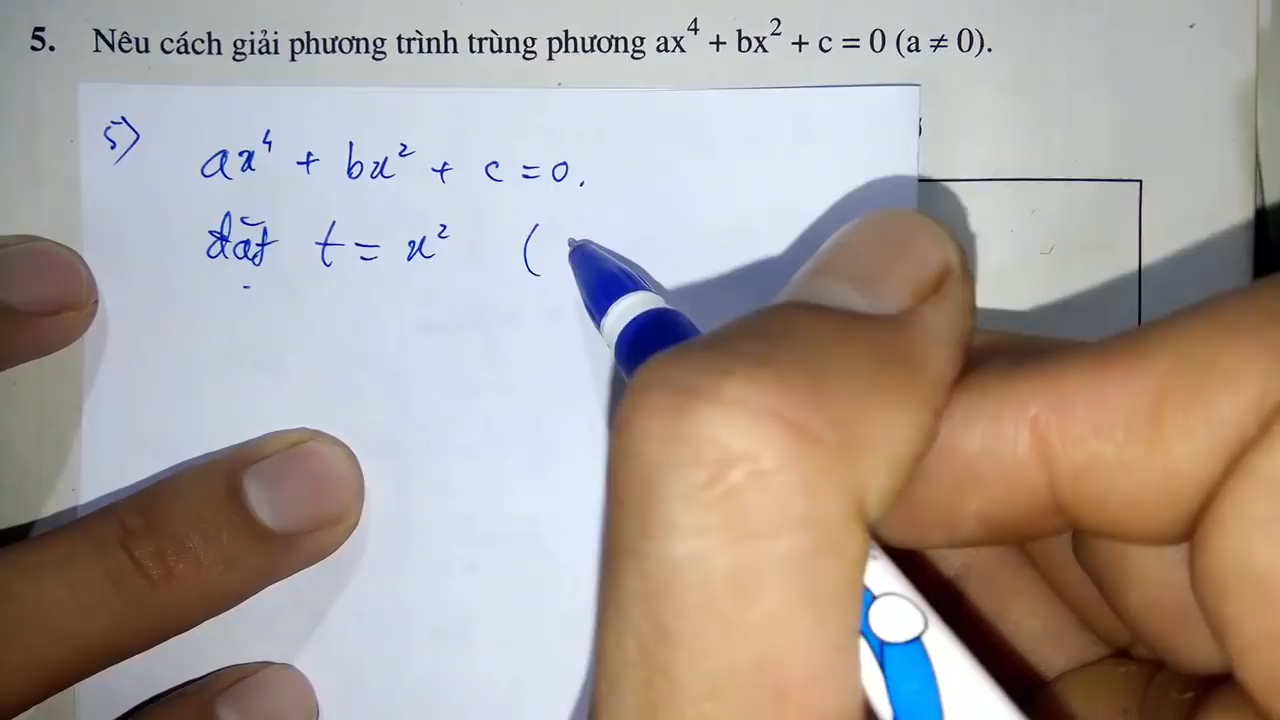 5. Nêu cách giải phương trình trùng phương ax⁴ + bx² + c = 0 (a ≠ 0).
5) ax⁴ + bx² + c = 0.
đặt t = x² (